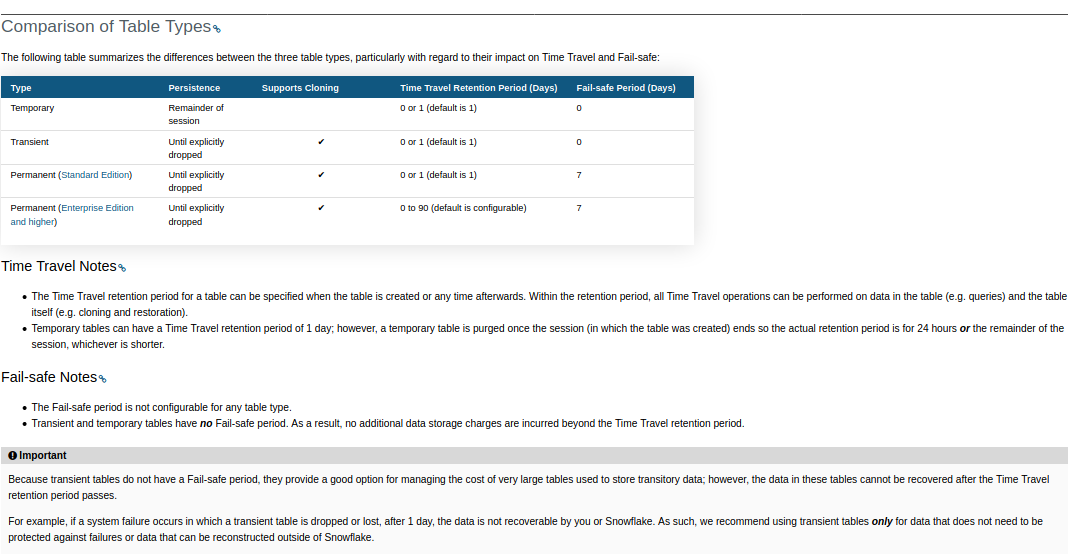 Comparison of Table Types
The following table summarizes the differences between the three table types, particularly with regard to their impact on Time Travel and Fail-safe:
Type Persistence Supports Cloning Time Travel Retention Period (Days) Fail-safe Period (Days)
Temporary Remainder of 0 or 1 (default is 1) 0
session
Transient Until explicitly ✔ 0 or 1 (default is 1) 0
dropped
Permanent (Standard Edition) Until explicitly ✔ 0 or 1 (default is 1) 7
dropped
Permanent (Enterprise Edition Until explicitly ✔ 0 to 90 (default is configurable) 7
and higher) dropped
Time Travel Notes
• The Time Travel retention period for a table can be specified when the table is created or any time afterwards. Within the retention period, all Time Travel operations can be performed on data in the table (e.g. queries) and the table
itself (e.g. cloning and restoration).
• Temporary tables can have a Time Travel retention period of 1 day; however, a temporary table is purged once the session (in which the table was created) ends so the actual retention period is for 24 hours or the remainder of the
session, whichever is shorter.
Fail-safe Notes
• The Fail-safe period is not configurable for any table type.
• Transient and temporary tables have no Fail-safe period. As a result, no additional data storage charges are incurred beyond the Time Travel retention period.
Important
Because transient tables do not have a Fail-safe period, they provide a good option for managing the cost of very large tables used to store transitory data; however, the data in these tables cannot be recovered after the Time Travel
retention period passes.
For example, if a system failure occurs in which a transient table is dropped or lost, after 1 day, the data is not recoverable by you or Snowflake. As such, we recommend using transient tables only for data that does not need to be
protected against failures or data that can be reconstructed outside of Snowflake.